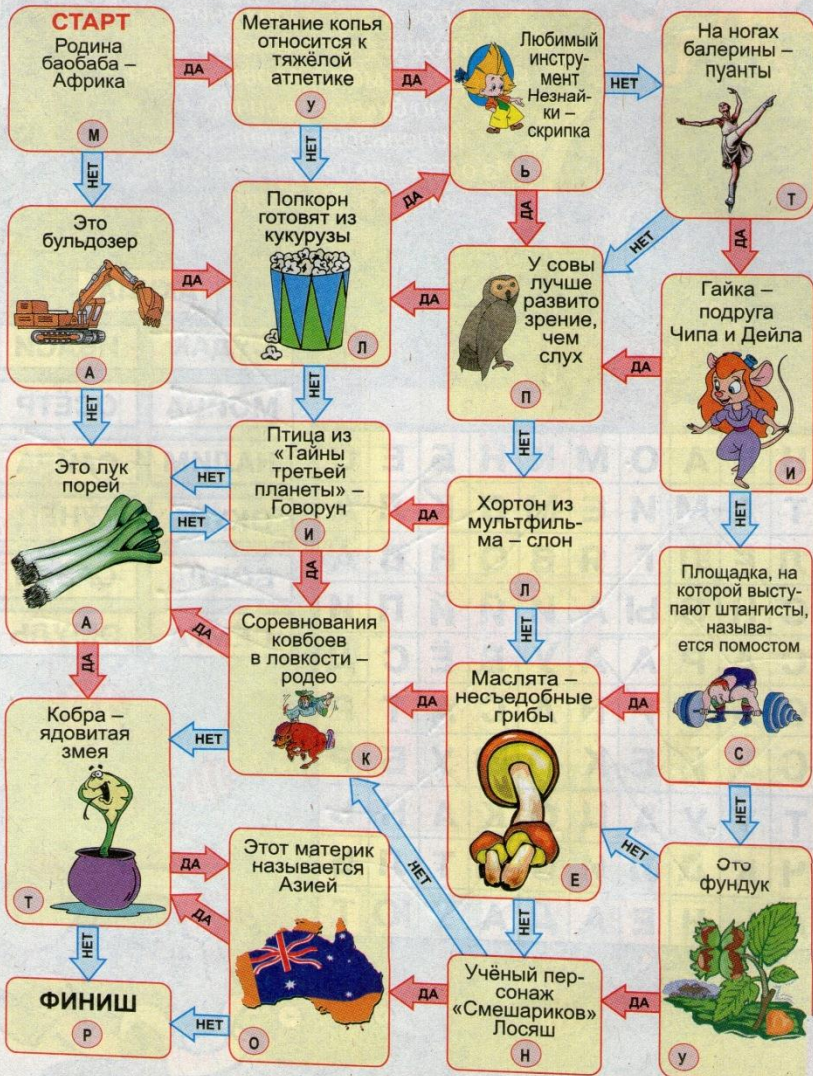 СТАРТ
Родина
баобаба –
Африка
М
ДА
Метание копья
относится к
тяжёлой
атлетике
У
ДА
Любимый
инстру-
мент
Незнай-
ки –
скрипка
Ь
НЕТ
На ногах
балерины –
пуанты
Т
НЕТ
НЕТ
ДА
ДА
НЕТ
ДА
Это
бульдозер
А
ДА
Попкорн
готовят из
кукурузы
Л
ДА
У совы
лучше
развито
зрение,
чем
слух
П
ДА
Гайка –
подруга
Чипа и Дейла
И
НЕТ
НЕТ
НЕТ
НЕТ
Это лук
порей
А
НЕТ
НЕТ
Птица из
«Тайны
третьей
планеты» –
Говорун
И
ДА
Хортон из
мультфиль-
ма – слон
Л
Площадка, на
которой высту-
пают штангисты,
называ-
ется помостом
С
ДА
НЕТ
ДА
ДА
Соревнования
ковбоев
в ловкости –
родео
К
ДА
Маслята –
несъедобные
грибы
Е
ДА
НЕТ
Кобра –
ядовитая
змея
Т
НЕТ
НЕТ
НЕТ
НЕТ
ДА
ДА
Этот материк
называется
Азией
О
Это
фундук
У
НЕТ
ФИНИШ
Р
НЕТ
ДА
Учёный пер-
сонаж
«Смешариков»
Лосяш
Н
ДА